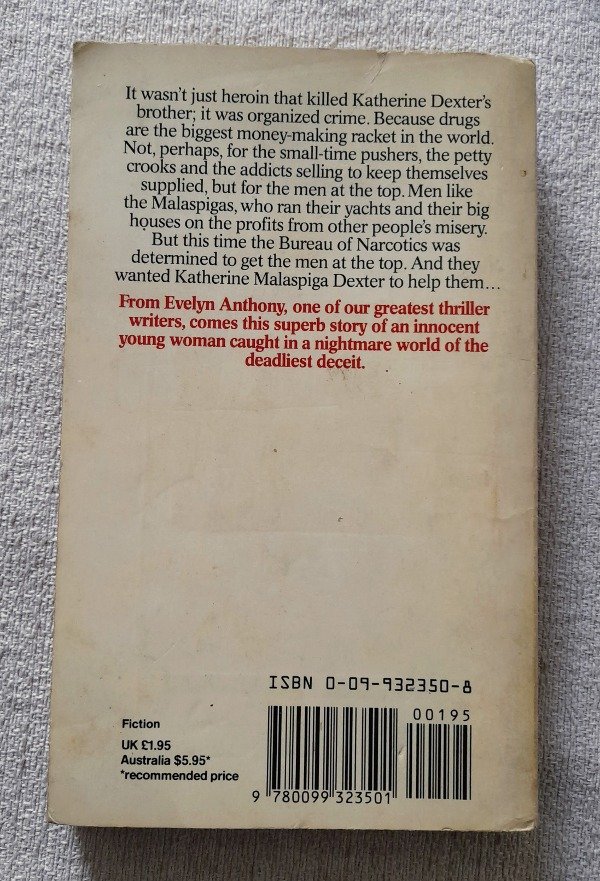 It wasn't just heroin that killed Katherine Dexter's
brother; it was organized crime. Because drugs
are the biggest money-making racket in the world.
Not, perhaps, for the small-time pushers, the petty
crooks and the addicts selling to keep themselves
supplied, but for the men at the top. Men like
the Malaspigas, who ran their yachts and their big
houses on the profits from other people's misery.
But this time the Bureau of Narcotics was
determined to get the men at the top. And they
wanted Katherine Malaspiga Dexter to help them...
From Evelyn Anthony, one of our greatest thriller
writers, comes this superb story of an innocent
young woman caught in a nightmare world of the
deadliest deceit.
ISBN 0-09-932350-8
00195
Fiction
UK £1.95
Australia $5.95*
*recommended price
9 780099 323501